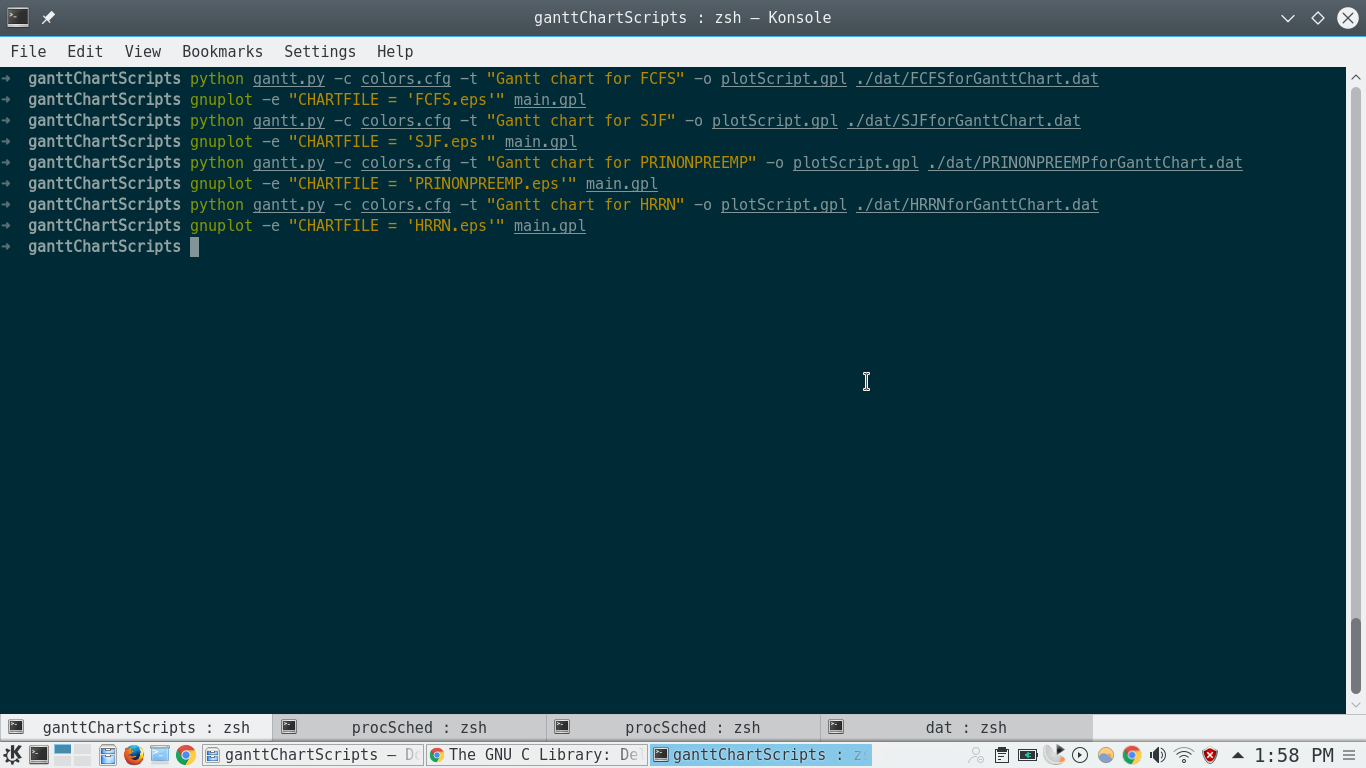 ganttChartScripts : zsh — Konsole
File Edit View Bookmarks Settings Help
➜ ganttChartScripts python gantt.py -c colors.cfg -t "Gantt chart for FCFS" -o plotScript.gpl ./dat/FCFSforGanttChart.dat
➜ ganttChartScripts gnuplot -e "CHARTFILE = 'FCFS.eps'" main.gpl
➜ ganttChartScripts python gantt.py -c colors.cfg -t "Gantt chart for SJF" -o plotScript.gpl ./dat/SJFforGanttChart.dat
➜ ganttChartScripts gnuplot -e "CHARTFILE = 'SJF.eps'" main.gpl
➜ ganttChartScripts python gantt.py -c colors.cfg -t "Gantt chart for PRINONPREEMP" -o plotScript.gpl ./dat/PRINONPREEMPforGanttChart.dat
➜ ganttChartScripts gnuplot -e "CHARTFILE = 'PRINONPREEMP.eps'" main.gpl
➜ ganttChartScripts python gantt.py -c colors.cfg -t "Gantt chart for HRRN" -o plotScript.gpl ./dat/HRRNforGanttChart.dat
➜ ganttChartScripts gnuplot -e "CHARTFILE = 'HRRN.eps'" main.gpl
➜ ganttChartScripts
ganttChartScripts : zsh procSched : zsh procSched : zsh dat : zsh
ganttChartScripts — Do The GNU C Library: De ganttChartScripts : z 1:58 PM